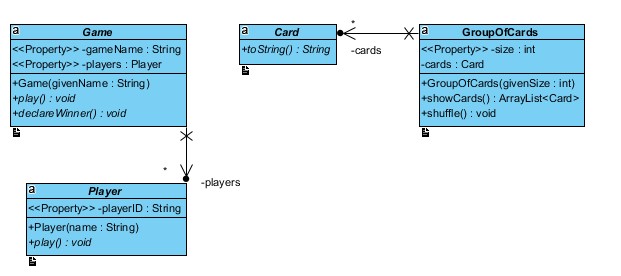 a
Game
<<Property>> -gameName : String
<<Property>> -players : Player
+Game(givenName : String)
+play() : void
+declareWinner() : void
a
Card
+toString() : String
*
-cards
a
GroupOfCards
<<Property>> -size : int
-cards : Card
+GroupOfCards(givenSize : int)
+showCards() : ArrayList<Card>
+shuffle() : void
*
-players
a
Player
<<Property>> -playerID : String
+Player(name : String)
+play() : void